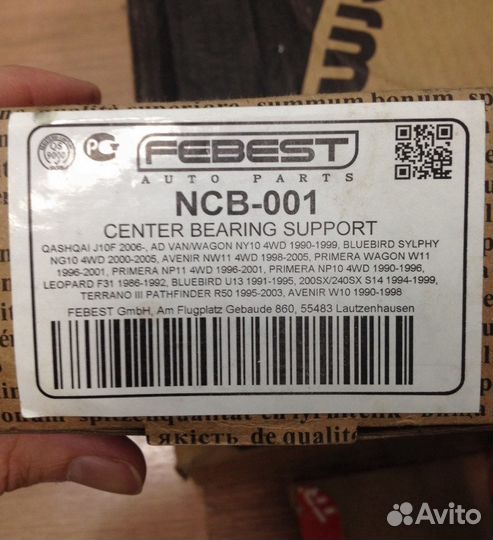 summum bonum
QS
9000
FEBEST
AUTO PARTS
NCB-001
CENTER BEARING SUPPORT
QASHQAI J10F 2006-, AD VAN/WAGON NY10 4WD 1990-1999, BLUEBIRD SYLPHY
NG10 4WD 2000-2005, AVENIR NW11 4WD 1998-2005, PRIMERA WAGON W11
1996-2001, PRIMERA NP11 4WD 1996-2001, PRIMERA NP10 4WD 1990-1996,
LEOPARD F31 1986-1992, BLUEBIRD U13 1991-1995, 200SX/240SX S14 1994-1999,
TERRANO III PATHFINDER R50 1995-2003, AVENIR W10 1990-1998
FEBEST GmbH, Am Flugplatz Gebaude 860, 55483 Lautzenhausen
якість de qualité
Avito